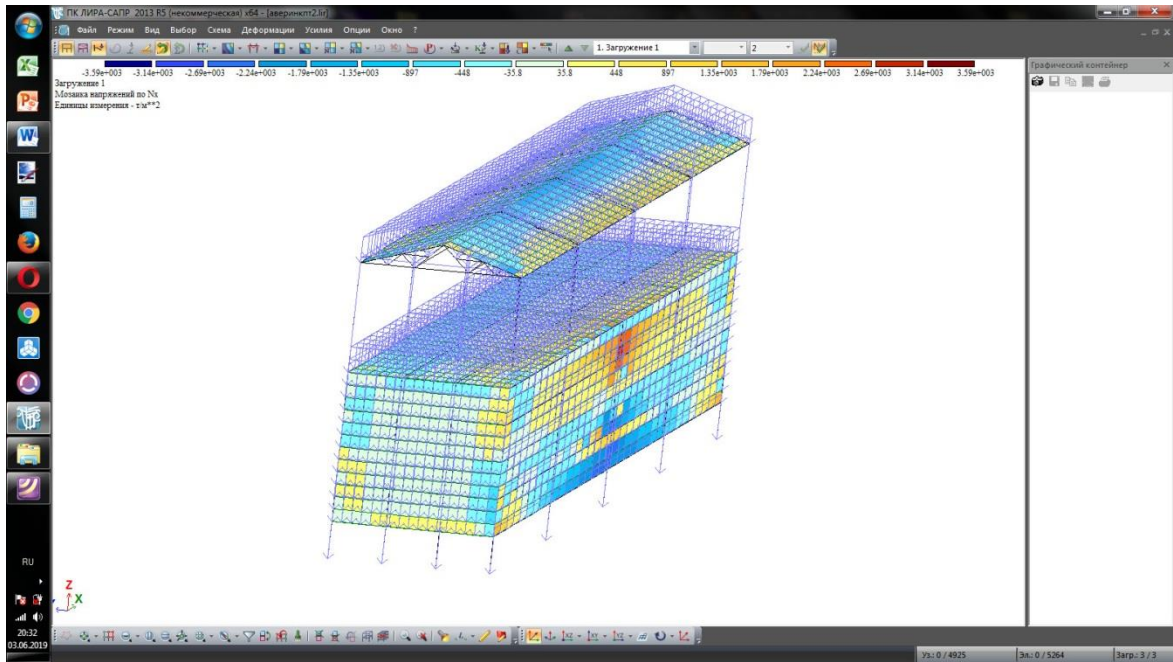 ПК ЛИРА-САПР 2013 R5 (некоммерческая) x64 - [аверинкпт2.lir]
Файл Режим Вид Выбор Схема Деформации Усилия Опции Окно ?
1. Загружение 1
2
-3.59e+003 -3.14e+003 -2.69e+003 -2.24e+003 -1.79e+003 -1.35e+003 -897 -448 -35.8 35.8 448 897 1.35e+003 1.79e+003 2.24e+003 2.69e+003 3.14e+003 3.59e+003
Загружение 1
Мозаика напряжений по Nx
Единицы измерения - т/м**2
Графический контейнер
Z
X
RU
20:32
03.06.2019
Уз.: 0 / 4925
Эл.: 0 / 5264
Загр.: 3 / 3